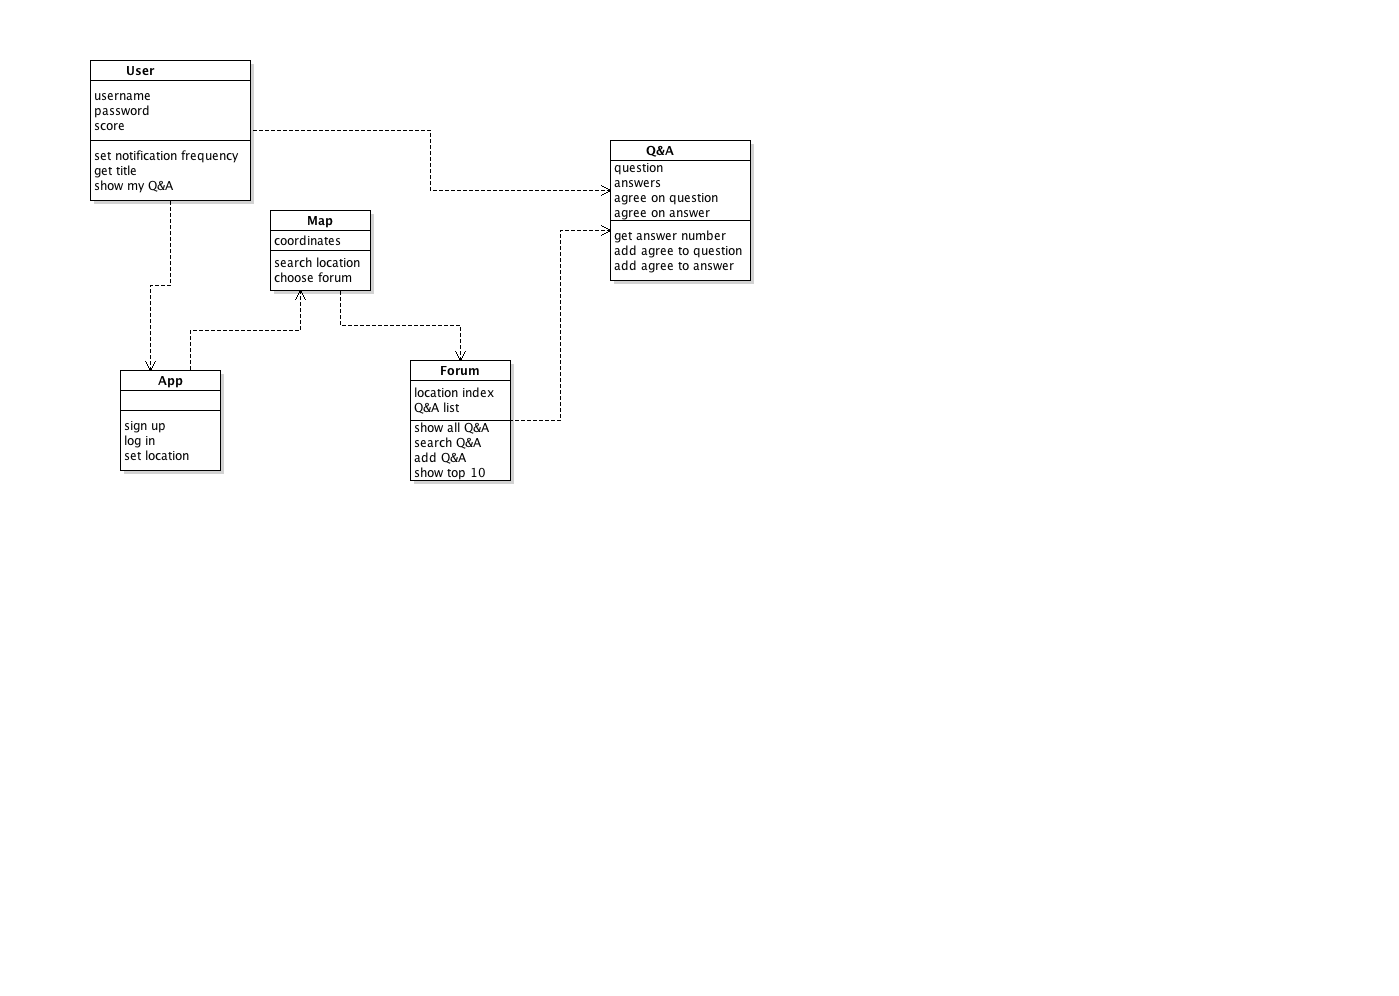 User
username
password
score
set notification frequency
get title
show my Q&A
Q&A
question
answers
agree on question
agree on answer
get answer number
add agree to question
add agree to answer
Map
coordinates
search location
choose forum
App
sign up
log in
set location
Forum
location index
Q&A list
show all Q&A
search Q&A
add Q&A
show top 10